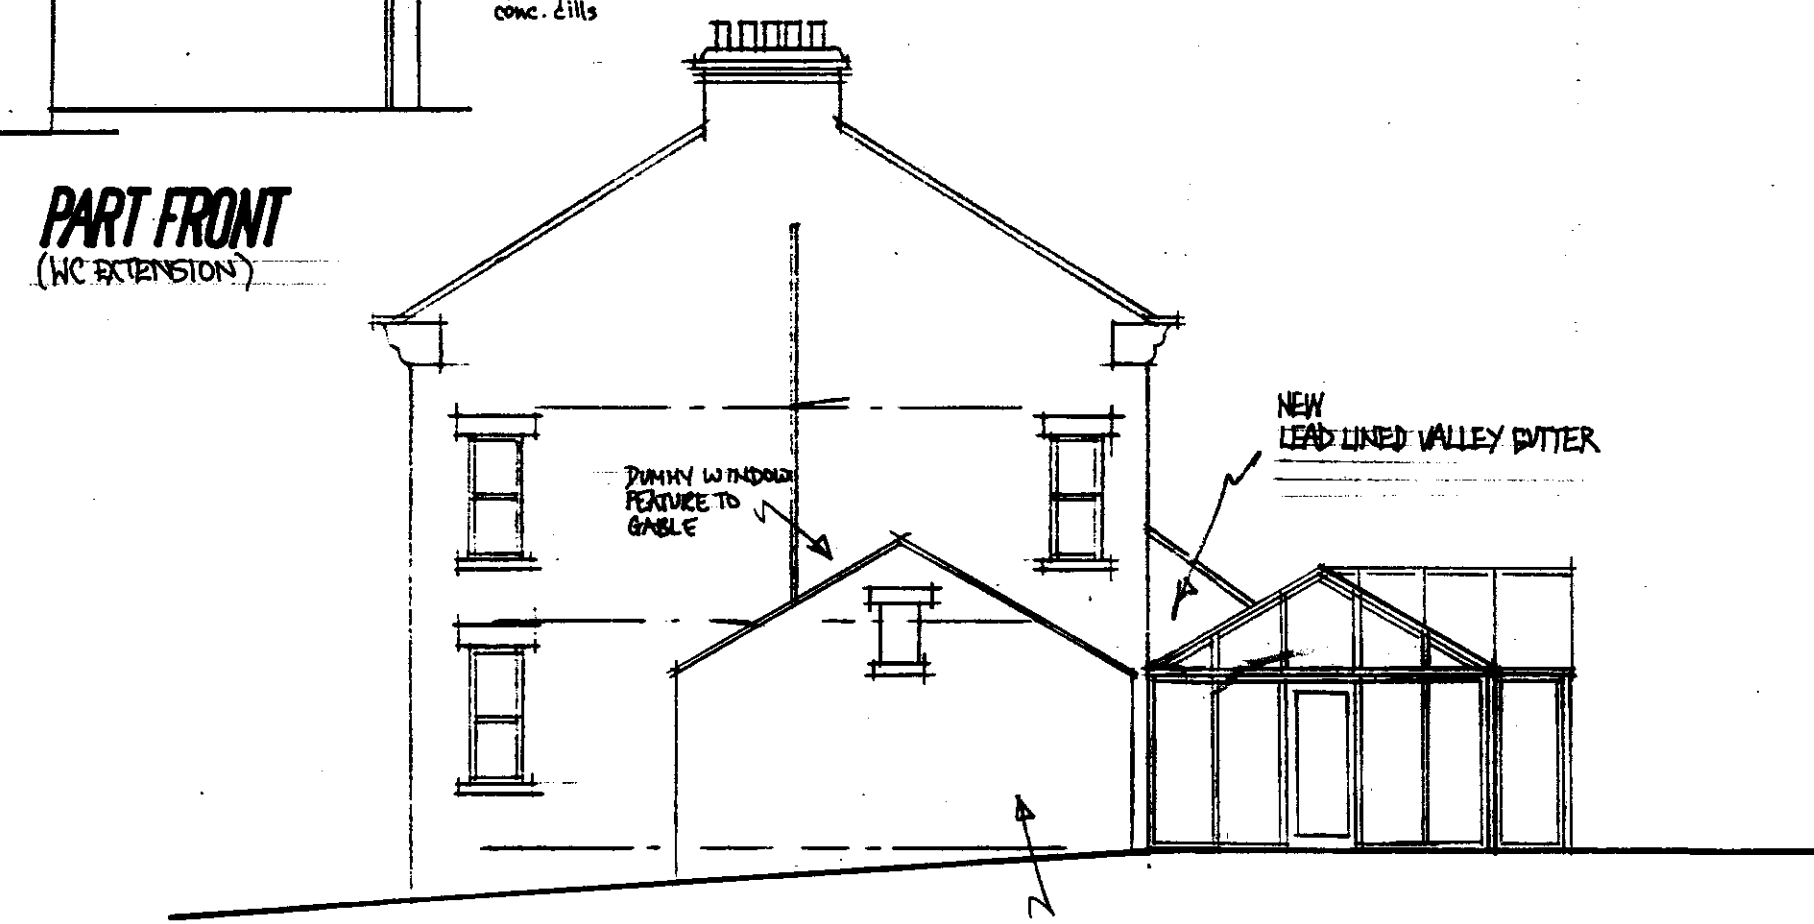 conc. cills
PART FRONT
(WC EXTENSION)
NEW
LEAD LINED VALLEY GUTTER
DUMMY WINDOW
FEATURE TO
GABLE